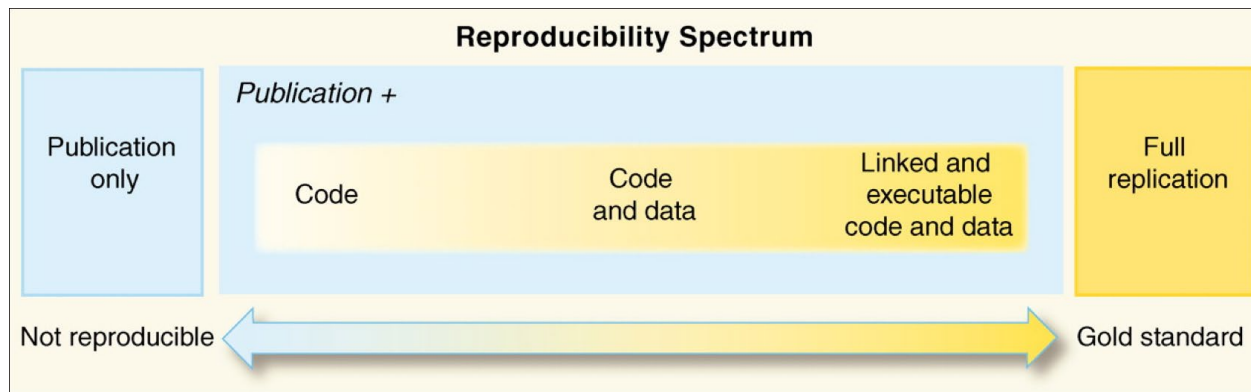 Reproducibility Spectrum
Publication
only
Publication +
Code
Code
and data
Linked and
executable
code and data
Full
replication
Not reproducible
Gold standard